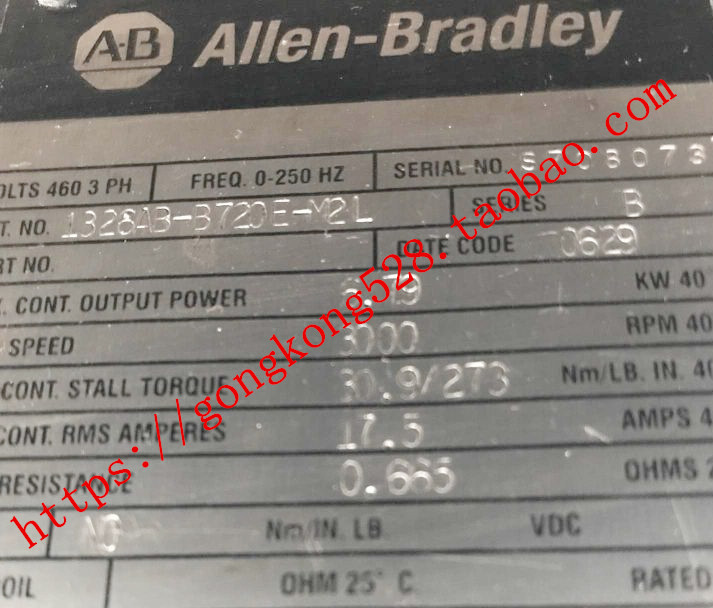 A-B Allen-Bradley
OLTS 460 3 PH FREQ. 0-250 HZ SERIAL NO.
T. NO. 1326AB-B720E-M2L SERIES B
RT NO. DATE CODE 0629
. CONT. OUTPUT POWER KW 40
SPEED 3000 RPM 40
CONT. STALL TORQUE 30.9/273 Nm/LB. IN. 40
CONT. RMS AMPERES 17.5 AMPS 4
RESISTANCE 0.665 OHMS 2
NO Nm/IN. LB VDC
OIL OHM 25° C RATED
https://gongkong528.taobao.com